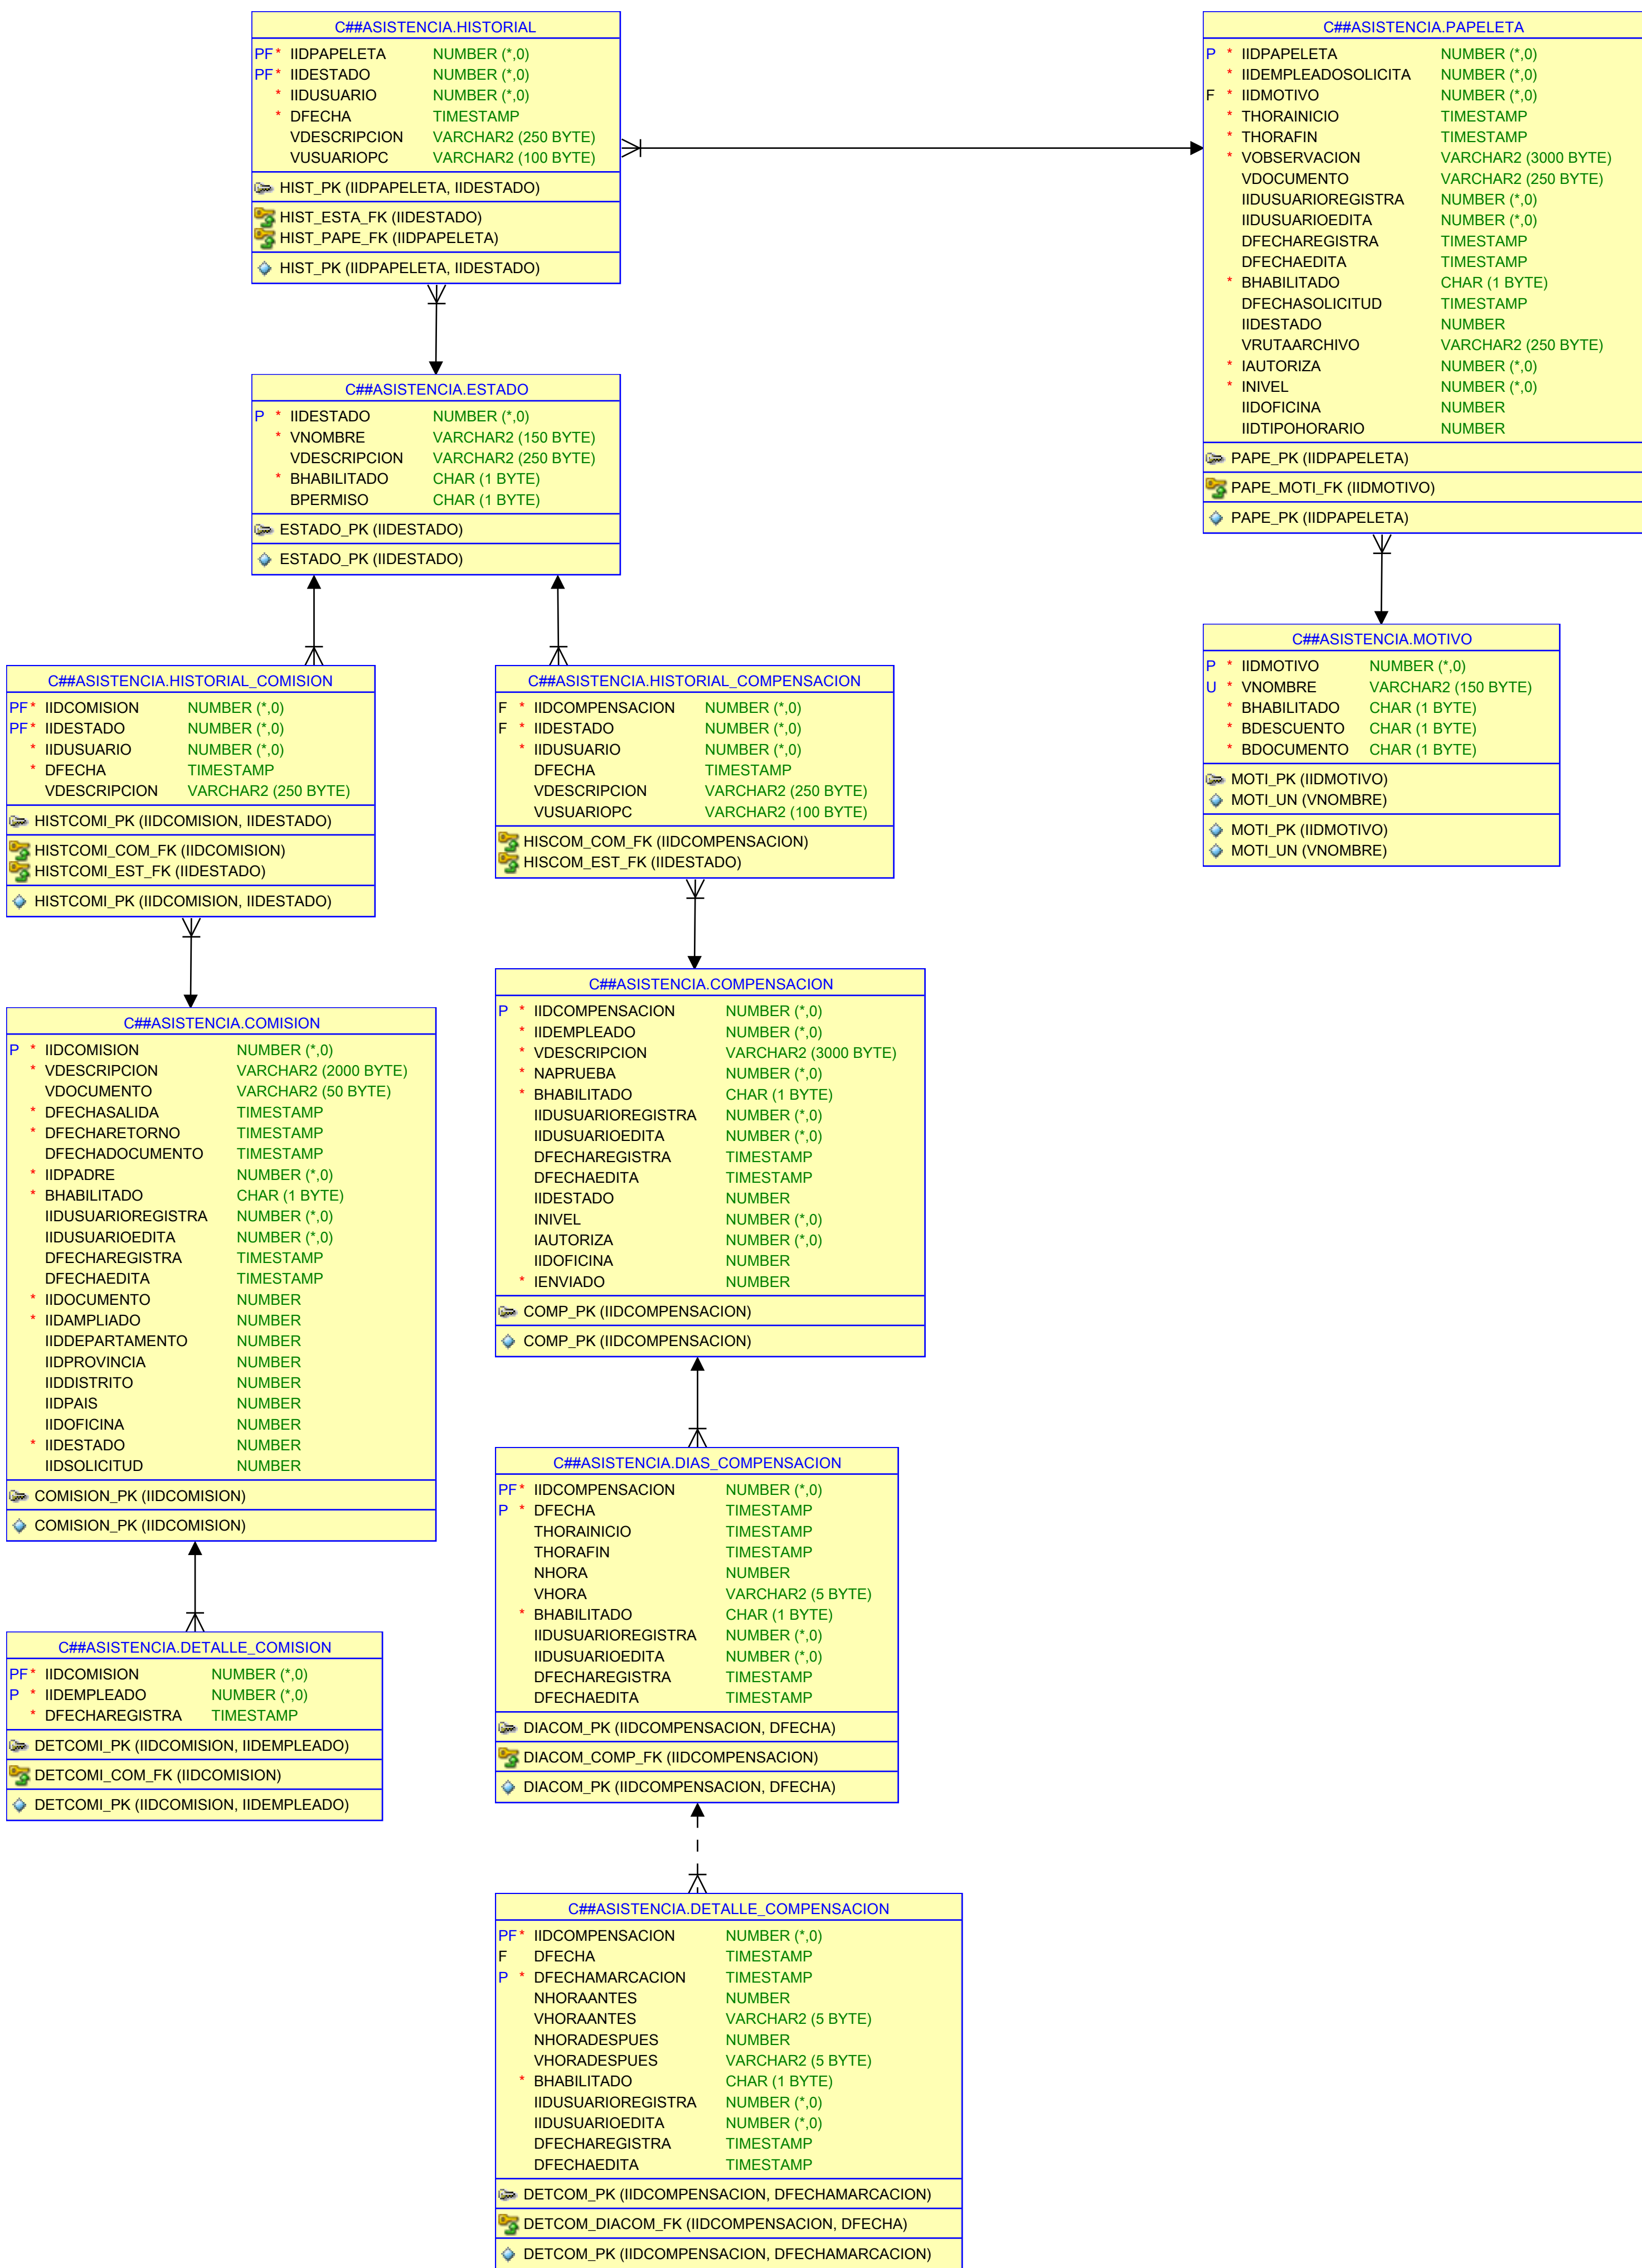 C##ASISTENCIA.HISTORIAL
PF* IIDPAPELETA NUMBER (*,0)
PF* IIDESTADO NUMBER (*,0)
* IIDUSUARIO NUMBER (*,0)
* DFECHA TIMESTAMP
VDESCRIPCION VARCHAR2 (250 BYTE)
VUSUARIOPC VARCHAR2 (100 BYTE)
HIST_PK (IIDPAPELETA, IIDESTADO)
HIST_ESTA_FK (IIDESTADO)
HIST_PAPE_FK (IIDPAPELETA)
HIST_PK (IIDPAPELETA, IIDESTADO)
C##ASISTENCIA.PAPELETA
P * IIDPAPELETA NUMBER (*,0)
* IIDEMPLEADOSOLICITA NUMBER (*,0)
F * IIDMOTIVO NUMBER (*,0)
* THORAINICIO TIMESTAMP
* THORAFIN TIMESTAMP
* VOBSERVACION VARCHAR2 (3000 BYTE)
VDOCUMENTO VARCHAR2 (250 BYTE)
IIDUSUARIOREGISTRA NUMBER (*,0)
IIDUSUARIOEDITA NUMBER (*,0)
DFECHAREGISTRA TIMESTAMP
DFECHAEDITA TIMESTAMP
* BHABILITADO CHAR (1 BYTE)
DFECHASOLICITUD TIMESTAMP
IIDESTADO NUMBER
VRUTAARCHIVO VARCHAR2 (250 BYTE)
* IAUTORIZA NUMBER (*,0)
* INIVEL NUMBER (*,0)
IIDOFICINA NUMBER
IIDTIPOHORARIO NUMBER
PAPE_PK (IIDPAPELETA)
PAPE_MOTI_FK (IIDMOTIVO)
PAPE_PK (IIDPAPELETA)
C##ASISTENCIA.ESTADO
P * IIDESTADO NUMBER (*,0)
* VNOMBRE VARCHAR2 (150 BYTE)
VDESCRIPCION VARCHAR2 (250 BYTE)
* BHABILITADO CHAR (1 BYTE)
BPERMISO CHAR (1 BYTE)
ESTADO_PK (IIDESTADO)
ESTADO_PK (IIDESTADO)
C##ASISTENCIA.MOTIVO
P * IIDMOTIVO NUMBER (*,0)
U * VNOMBRE VARCHAR2 (150 BYTE)
* BHABILITADO CHAR (1 BYTE)
* BDESCUENTO CHAR (1 BYTE)
* BDOCUMENTO CHAR (1 BYTE)
MOTI_PK (IIDMOTIVO)
MOTI_UN (VNOMBRE)
MOTI_PK (IIDMOTIVO)
MOTI_UN (VNOMBRE)
C##ASISTENCIA.HISTORIAL_COMISION
PF* IIDCOMISION NUMBER (*,0)
PF* IIDESTADO NUMBER (*,0)
* IIDUSUARIO NUMBER (*,0)
* DFECHA TIMESTAMP
VDESCRIPCION VARCHAR2 (250 BYTE)
HISTCOMI_PK (IIDCOMISION, IIDESTADO)
HISTCOMI_COM_FK (IIDCOMISION)
HISTCOMI_EST_FK (IIDESTADO)
HISTCOMI_PK (IIDCOMISION, IIDESTADO)
C##ASISTENCIA.HISTORIAL_COMPENSACION
F * IIDCOMPENSACION NUMBER (*,0)
F * IIDESTADO NUMBER (*,0)
* IIDUSUARIO NUMBER (*,0)
DFECHA TIMESTAMP
VDESCRIPCION VARCHAR2 (250 BYTE)
VUSUARIOPC VARCHAR2 (100 BYTE)
HISCOM_COM_FK (IIDCOMPENSACION)
HISCOM_EST_FK (IIDESTADO)
C##ASISTENCIA.COMISION
P * IIDCOMISION NUMBER (*,0)
* VDESCRIPCION VARCHAR2 (2000 BYTE)
VDOCUMENTO VARCHAR2 (50 BYTE)
* DFECHASALIDA TIMESTAMP
* DFECHARETORNO TIMESTAMP
DFECHADOCUMENTO TIMESTAMP
* IIDPADRE NUMBER (*,0)
* BHABILITADO CHAR (1 BYTE)
IIDUSUARIOREGISTRA NUMBER (*,0)
IIDUSUARIOEDITA NUMBER (*,0)
DFECHAREGISTRA TIMESTAMP
DFECHAEDITA TIMESTAMP
* IIDOCUMENTO NUMBER
* IIDAMPLIADO NUMBER
IIDDEPARTAMENTO NUMBER
IIDPROVINCIA NUMBER
IIDDISTRITO NUMBER
IIDPAIS NUMBER
IIDOFICINA NUMBER
* IIDESTADO NUMBER
IIDSOLICITUD NUMBER
COMISION_PK (IIDCOMISION)
COMISION_PK (IIDCOMISION)
C##ASISTENCIA.COMPENSACION
P * IIDCOMPENSACION NUMBER (*,0)
* IIDEMPLEADO NUMBER (*,0)
* VDESCRIPCION VARCHAR2 (3000 BYTE)
* NAPRUEBA NUMBER (*,0)
* BHABILITADO CHAR (1 BYTE)
IIDUSUARIOREGISTRA NUMBER (*,0)
IIDUSUARIOEDITA NUMBER (*,0)
DFECHAREGISTRA TIMESTAMP
DFECHAEDITA TIMESTAMP
IIDESTADO NUMBER
INIVEL NUMBER (*,0)
IAUTORIZA NUMBER (*,0)
IIDOFICINA NUMBER
* IENVIADO NUMBER
COMP_PK (IIDCOMPENSACION)
COMP_PK (IIDCOMPENSACION)
C##ASISTENCIA.DIAS_COMPENSACION
PF* IIDCOMPENSACION NUMBER (*,0)
P * DFECHA TIMESTAMP
THORAINICIO TIMESTAMP
THORAFIN TIMESTAMP
NHORA NUMBER
VHORA VARCHAR2 (5 BYTE)
* BHABILITADO CHAR (1 BYTE)
IIDUSUARIOREGISTRA NUMBER (*,0)
IIDUSUARIOEDITA NUMBER (*,0)
DFECHAREGISTRA TIMESTAMP
DFECHAEDITA TIMESTAMP
DIACOM_PK (IIDCOMPENSACION, DFECHA)
DIACOM_COMP_FK (IIDCOMPENSACION)
DIACOM_PK (IIDCOMPENSACION, DFECHA)
C##ASISTENCIA.DETALLE_COMISION
PF* IIDCOMISION NUMBER (*,0)
P * IIDEMPLEADO NUMBER (*,0)
* DFECHAREGISTRA TIMESTAMP
DETCOMI_PK (IIDCOMISION, IIDEMPLEADO)
DETCOMI_COM_FK (IIDCOMISION)
DETCOMI_PK (IIDCOMISION, IIDEMPLEADO)
C##ASISTENCIA.DETALLE_COMPENSACION
PF* IIDCOMPENSACION NUMBER (*,0)
F DFECHA TIMESTAMP
P * DFECHAMARCACION TIMESTAMP
NHORAANTES NUMBER
VHORAANTES VARCHAR2 (5 BYTE)
NHORADESPUES NUMBER
VHORADESPUES VARCHAR2 (5 BYTE)
* BHABILITADO CHAR (1 BYTE)
IIDUSUARIOREGISTRA NUMBER (*,0)
IIDUSUARIOEDITA NUMBER (*,0)
DFECHAREGISTRA TIMESTAMP
DFECHAEDITA TIMESTAMP
DETCOM_PK (IIDCOMPENSACION, DFECHAMARCACION)
DETCOM_DIACOM_FK (IIDCOMPENSACION, DFECHA)
DETCOM_PK (IIDCOMPENSACION, DFECHAMARCACION)